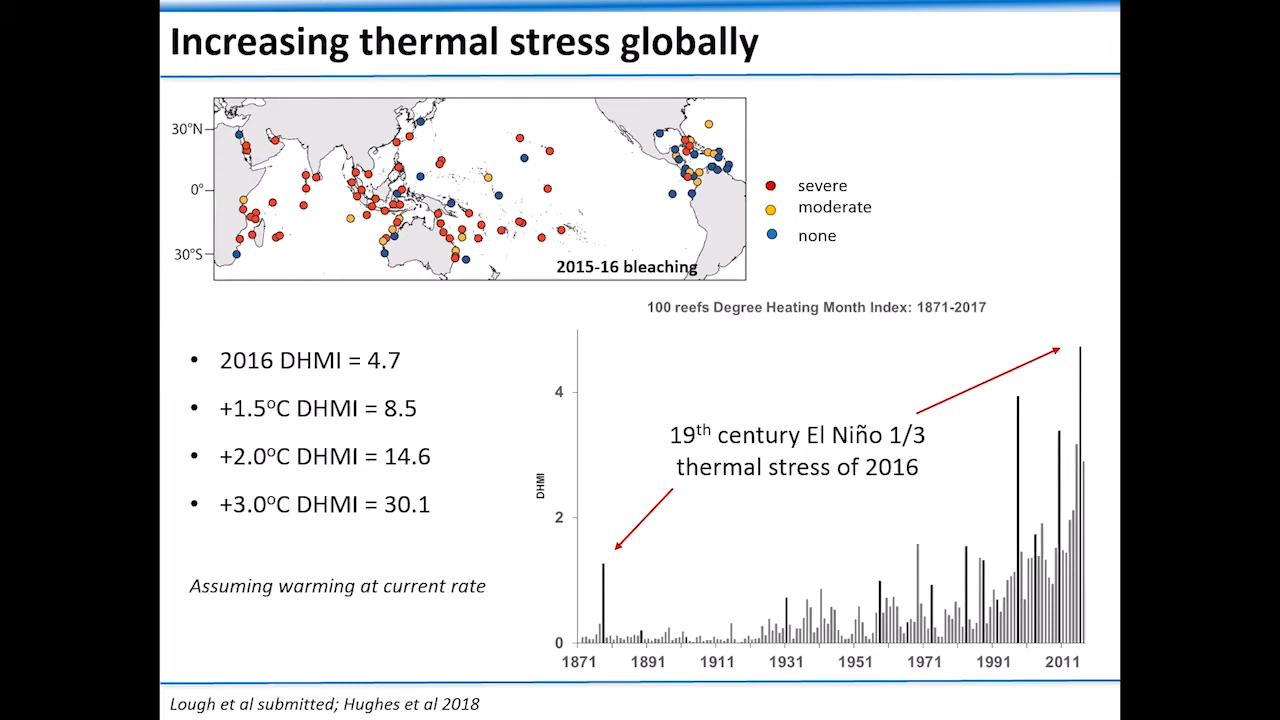 Increasing thermal stress globally
30°N
0°
30°S
2015-16 bleaching
severe
moderate
none
100 reefs Degree Heating Month Index: 1871-2017
• 2016 DHMI = 4.7
• +1.5ºC DHMI = 8.5
• +2.0ºC DHMI = 14.6
• +3.0ºC DHMI = 30.1
Assuming warming at current rate
4
2
0
DHMI
19th century El Niño 1/3
thermal stress of 2016
1871 1891 1911 1931 1951 1971 1991 2011
Lough et al submitted; Hughes et al 2018